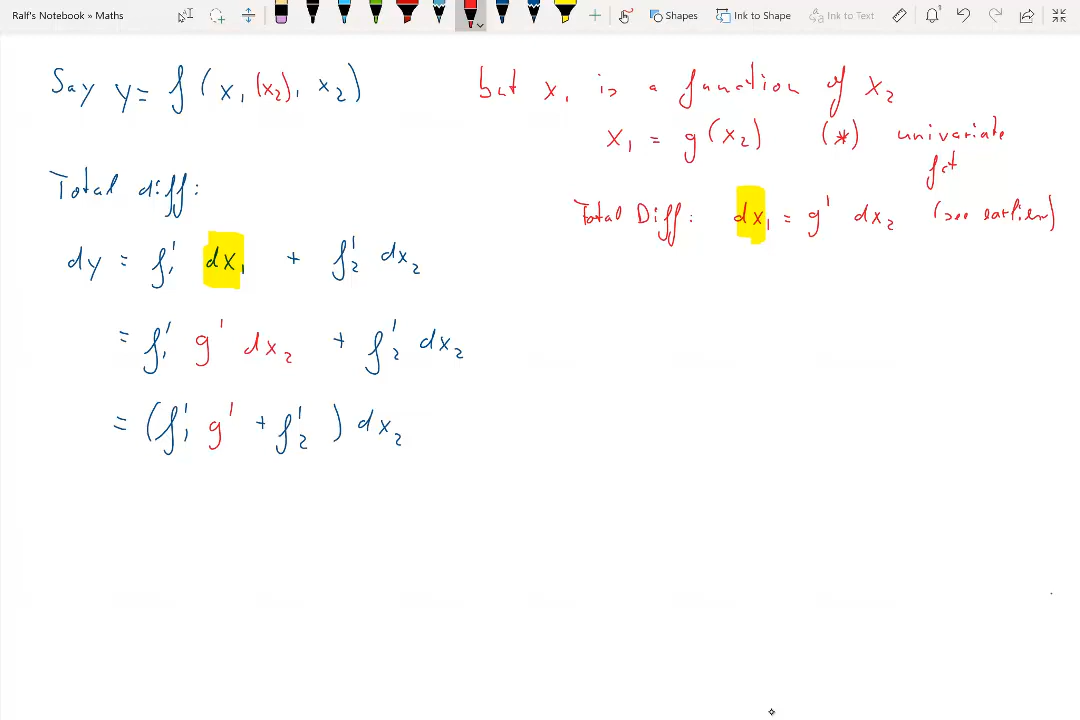 Ralf's Notebook » Maths
Shapes
Ink to Shape
Ink to Text
Say y = f(x₁(x₂), x₂)
but x₁ is a function of x₂
x₁ = g(x₂) (*) univariate
fct
Total diff:
Total Diff: dx₁ = g' dx₂ (see earlier)
dy = f₁' dx₁ + f₂' dx₂
= f₁' g' dx₂ + f₂' dx₂
= (f₁' g' + f₂') dx₂